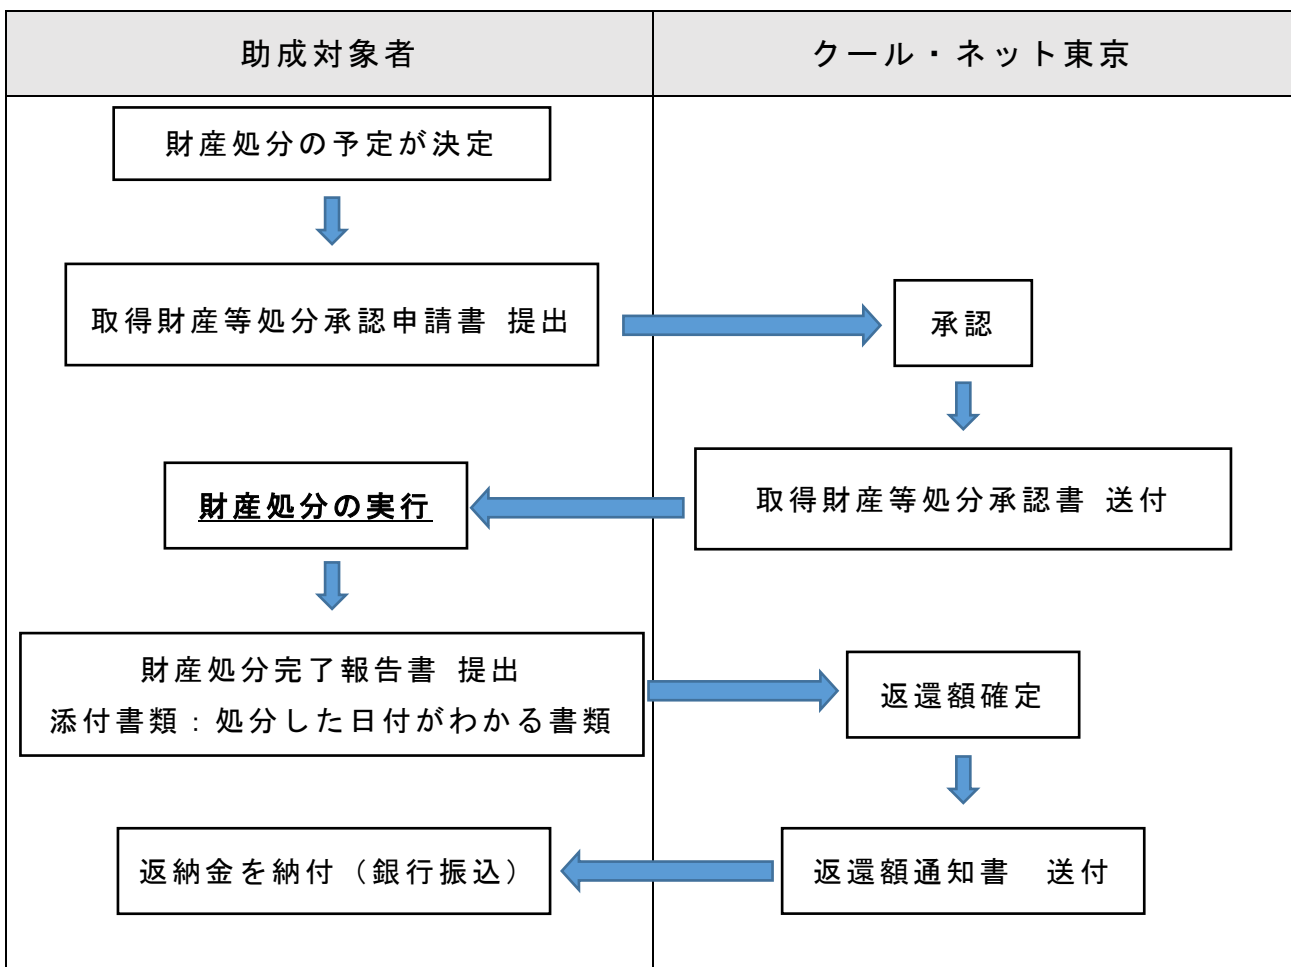 助成対象者
クール・ネット東京
財産処分の予定が決定
取得財産等処分承認申請書 提出
承認
取得財産等処分承認書 送付
財産処分の実行
財産処分完了報告書 提出
添付書類：処分した日付がわかる書類
返還額確定
返還額通知書　送付
返納金を納付（銀行振込）